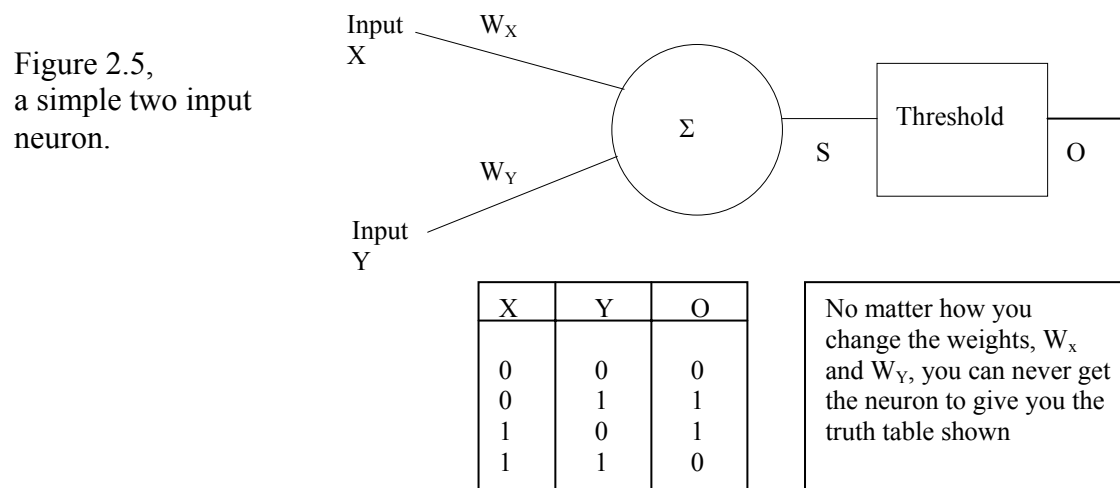 Figure 2.5,
a simple two input
neuron.
Input
X
W_X
Σ
Threshold
S
O
W_Y
Input
Y
X Y O
0 0 0
0 1 1
1 0 1
1 1 0
No matter how you
change the weights, W_x
and W_Y, you can never get
the neuron to give you the
truth table shown